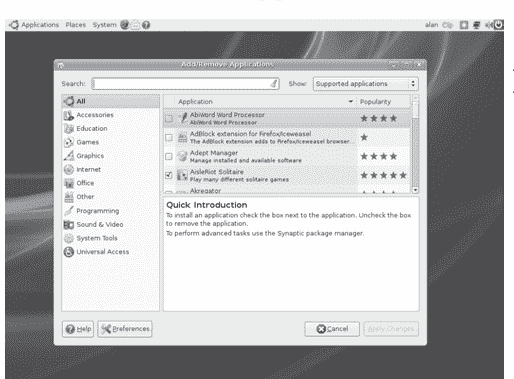 Applications Places System
alan
Add/Remove Applications
Search:
Show: Supported applications
All
Accessories
Education
Games
Graphics
Internet
Office
Other
Programming
Sound & Video
System Tools
Universal Access
Application Popularity
AbiWord Word Processor
AbiWord Word Processor
AdBlock extension for Firefox/Iceweasel
The AdBlock extension adds to Firefox/Iceweasel browser...
Adept Manager
Manage installed and available software
AisleRiot Solitaire
Play many different solitaire games
Akregator
Quick Introduction
To install an application check the box next to the application. Uncheck the box
to remove the application.
To perform advanced tasks use the Synaptic package manager.
Help
Preferences
Cancel
Apply Changes